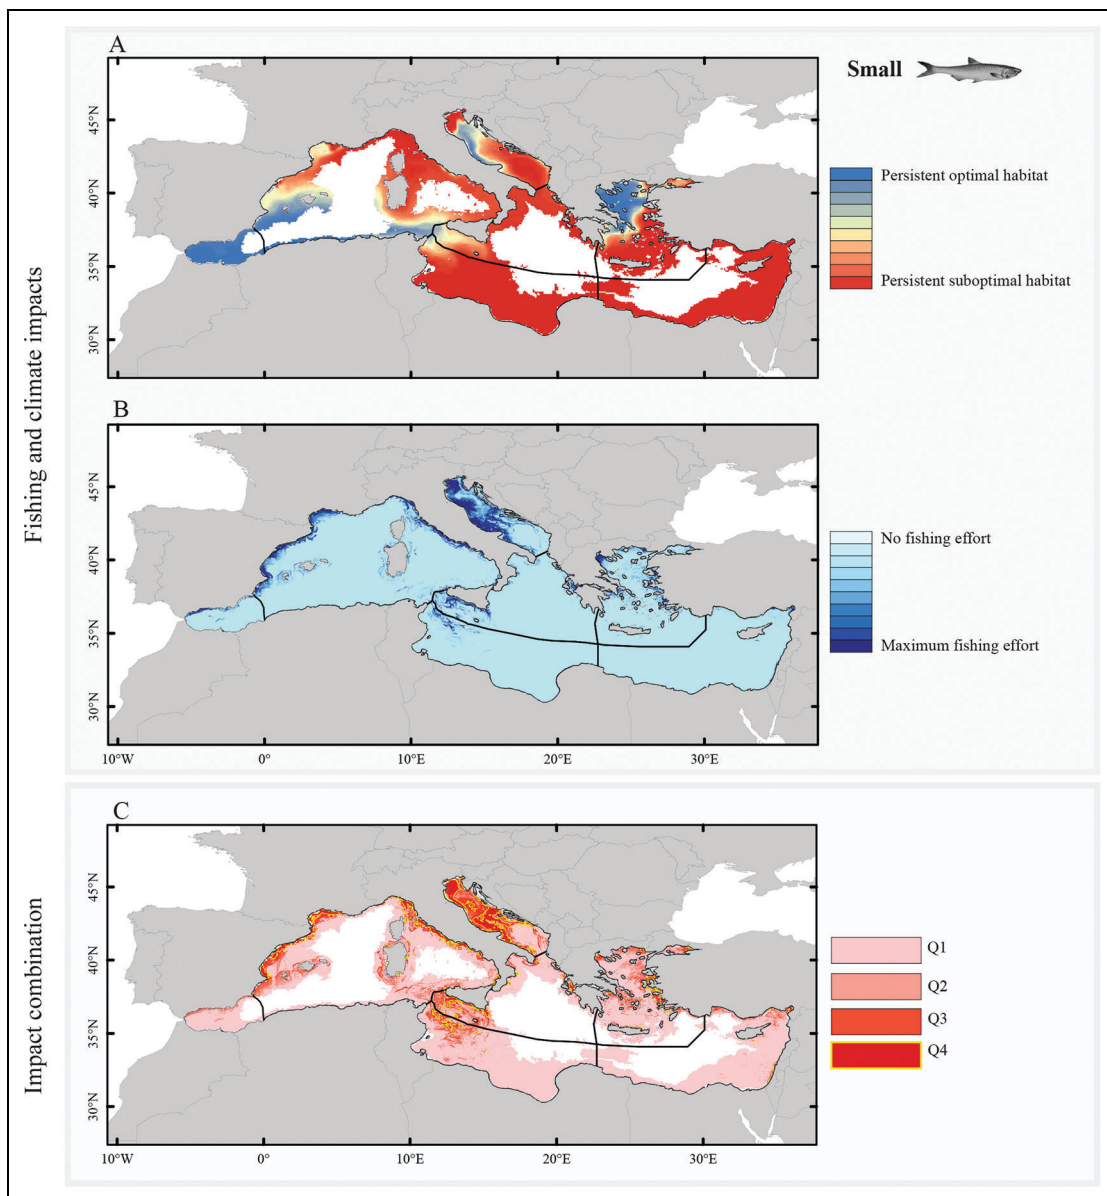 Fishing and climate impacts
A
Small
45°N
40°N
35°N
30°N
Persistent optimal habitat
Persistent suboptimal habitat
B
45°N
40°N
35°N
30°N
No fishing effort
Maximum fishing effort
10°W 0° 10°E 20°E 30°E
Impact combination
C
45°N
40°N
35°N
30°N
Q1
Q2
Q3
Q4
10°W 0° 10°E 20°E 30°E